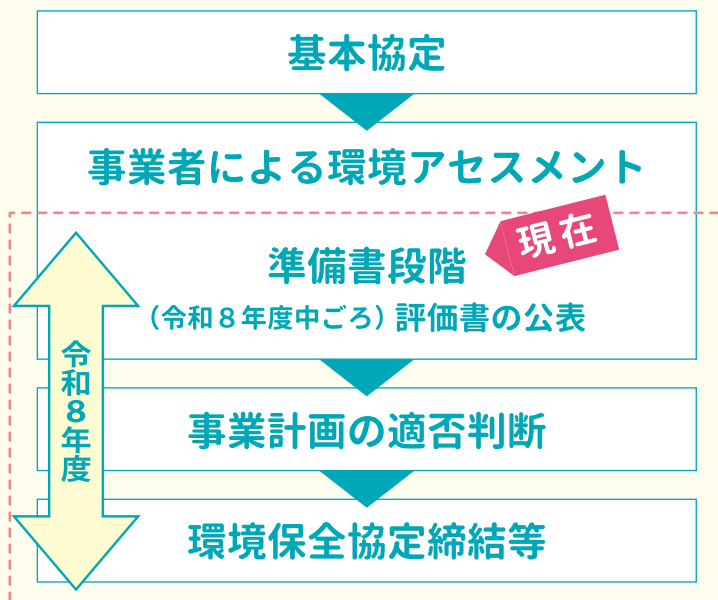 基本協定
事業者による環境アセスメント
現在
準備書段階
（令和８年度中ごろ）評価書の公表
令和８年度
事業計画の適否判断
環境保全協定締結等